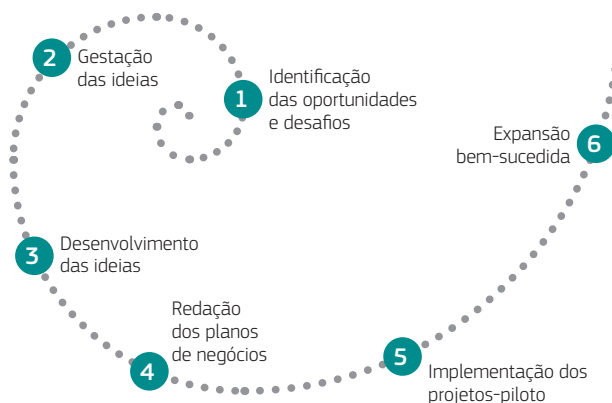 1
Identificação
das oportunidades
e desafios
2
Gestação
das ideias
3
Desenvolvimento
das ideias
4
Redação
dos planos
de negócios
5
Implementação dos
projetos-piloto
6
Expansão
bem-sucedida